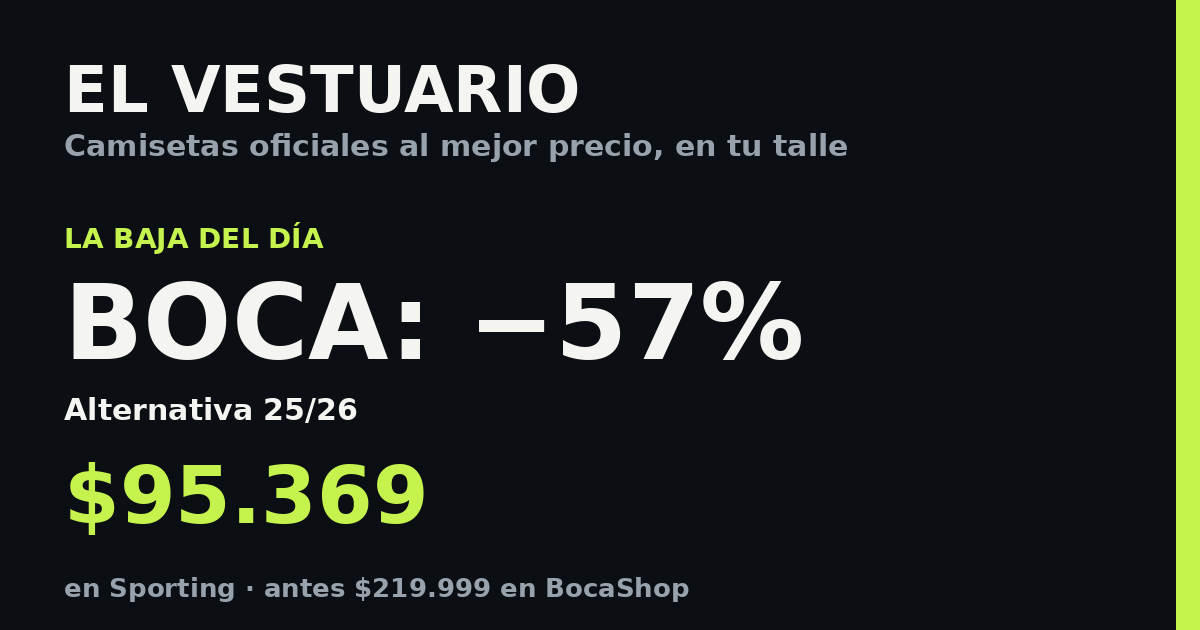 EL VESTUARIO
Camisetas oficiales al mejor precio, en tu talle
LA BAJA DEL DÍA
BOCA: −57%
Alternativa 25/26
$95.369
en Sporting · antes $219.999 en BocaShop